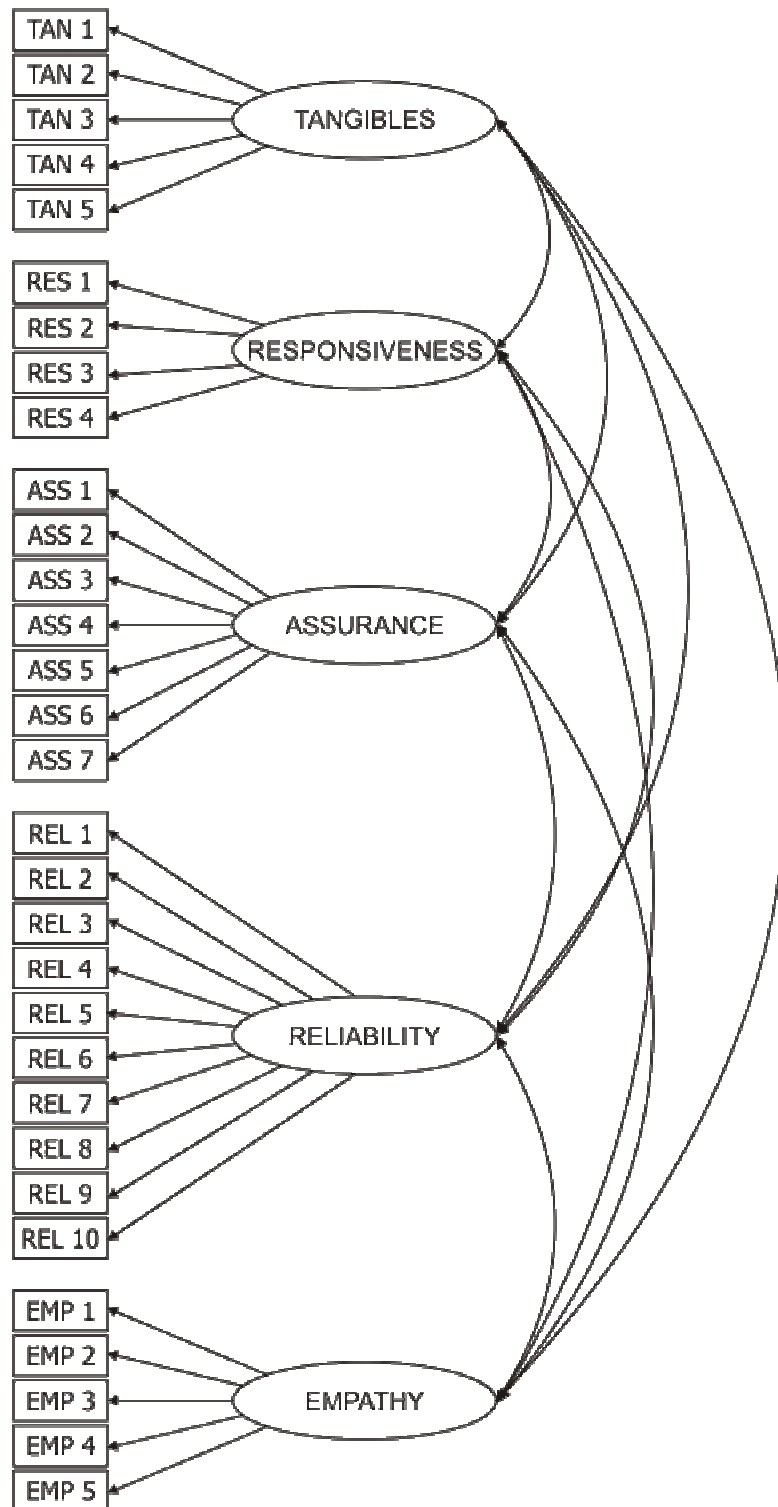 TAN 1
TAN 2
TAN 3
TAN 4
TAN 5
TANGIBLES
RES 1
RES 2
RES 3
RES 4
RESPONSIVENESS
ASS 1
ASS 2
ASS 3
ASS 4
ASS 5
ASS 6
ASS 7
ASSURANCE
REL 1
REL 2
REL 3
REL 4
REL 5
REL 6
REL 7
REL 8
REL 9
REL 10
RELIABILITY
EMP 1
EMP 2
EMP 3
EMP 4
EMP 5
EMPATHY